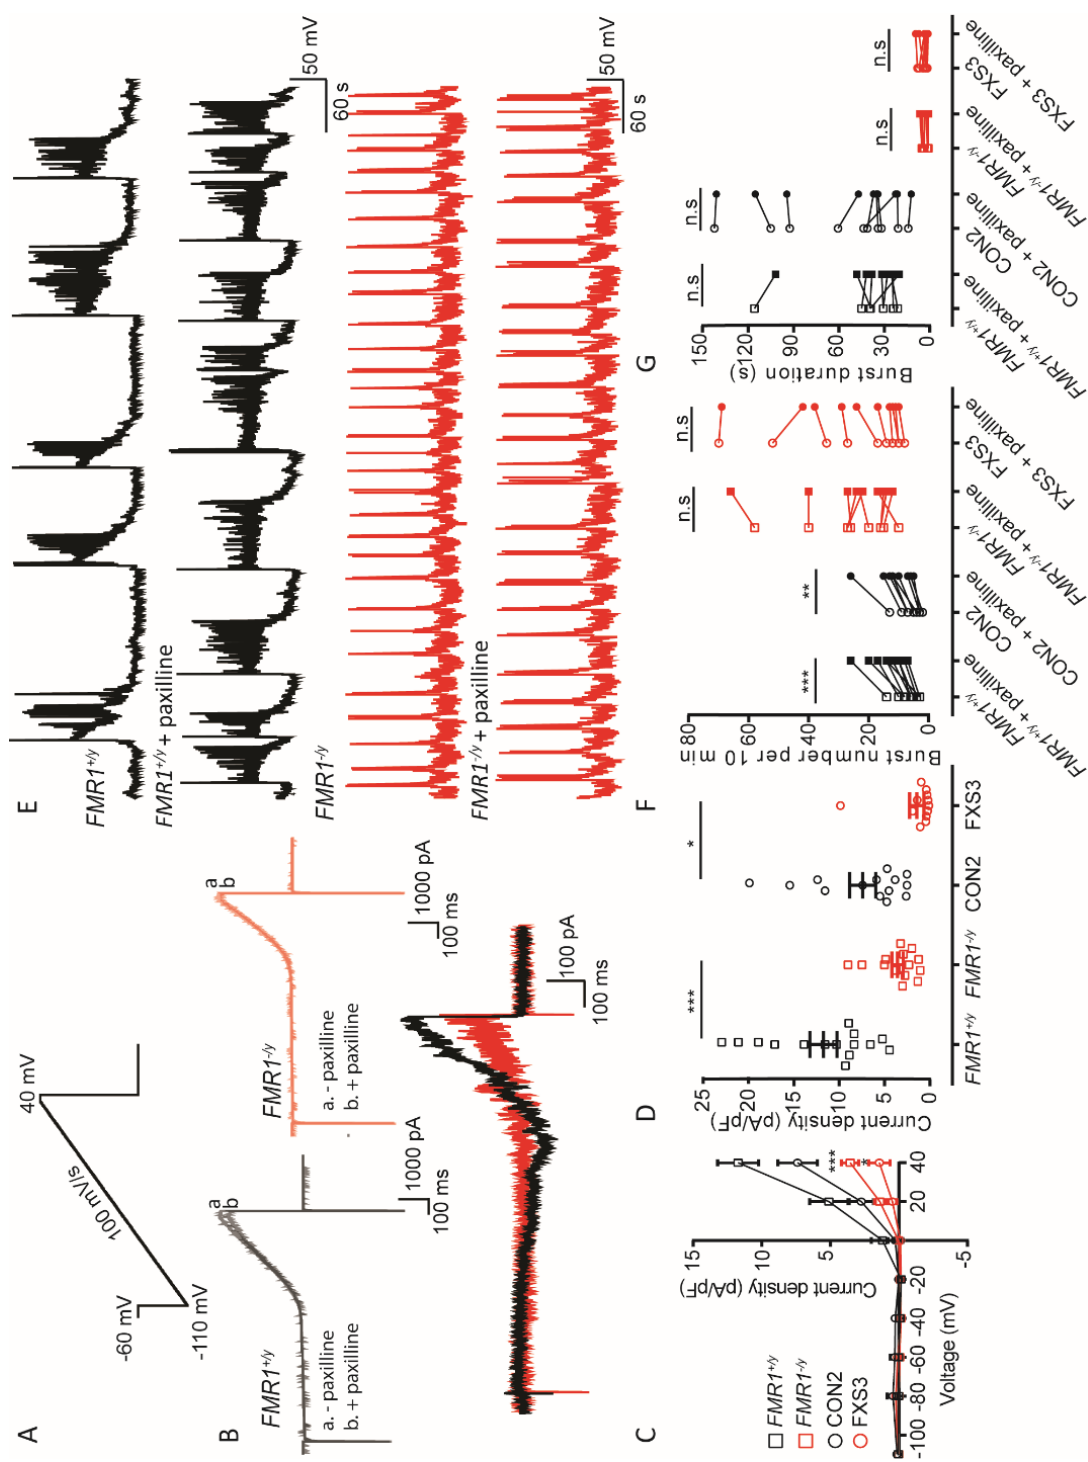 A
-60 mV
-110 mV
100 mV/s
40 mV
B
FMR1+/y
a. - paxilline
b. + paxilline
a
b
1000 pA
100 ms
FMR1-/y
a. - paxilline
b. + paxilline
a
b
1000 pA
100 ms
100 pA
100 ms
C
FMR1+/y
FMR1-/y
CON2
FXS3
Current density (pA/pF)
15
10
5
-5
-100 -80 -60 -40 -20 20 40
Voltage (mV)
***
*
D
Current density (pA/pF)
25
20
15
10
5
0
***
*
FMR1+/y FMR1-/y CON2 FXS3
E
FMR1+/y
FMR1+/y + paxilline
50 mV
60 s
FMR1-/y
FMR1-/y + paxilline
50 mV
60 s
F
Burst number per 10 min
80
60
40
20
0
***
**
n.s
n.s
FMR1+/y
FMR1+/y + paxilline
CON2
CON2 + paxilline
FMR1-/y
FMR1-/y + paxilline
FXS3
FXS3 + paxilline
G
Burst duration (s)
150
120
90
60
30
0
n.s
n.s
n.s
n.s
FMR1+/y
FMR1+/y + paxilline
CON2
CON2 + paxilline
FMR1-/y
FMR1-/y + paxilline
FXS3
FXS3 + paxilline